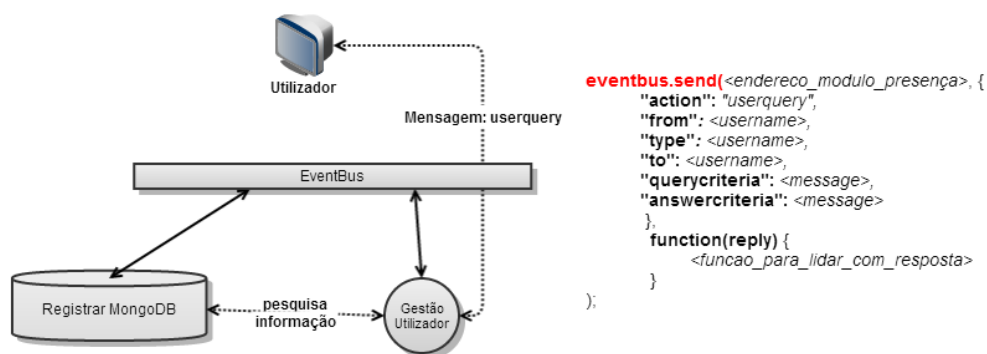 Utilizador
Mensagem: userquery
EventBus
Registrar MongoDB
pesquisa
informação
Gestão
Utilizador
eventbus.send(<endereco_modulo_presença>, {
"action": "userquery",
"from": <username>,
"type": <username>,
"to": <username>,
"querycriteria": <message>,
"answercriteria": <message>
},
function(reply) {
<funcao_para_lidar_com_resposta>
}
);